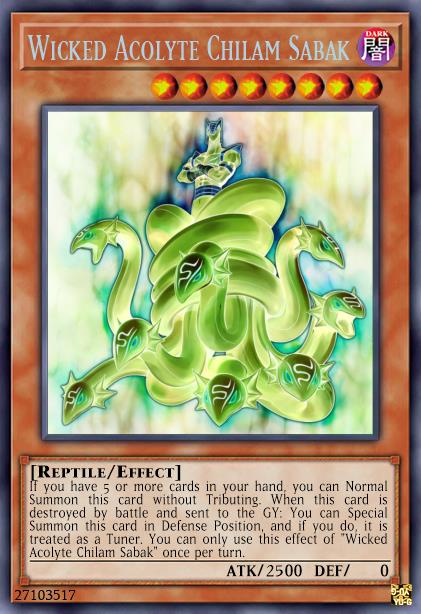 Wicked Acolyte Chilam Sabak
DARK
闇
[Reptile/Effect]
If you have 5 or more cards in your hand, you can Normal
Summon this card without Tributing. When this card is
destroyed by battle and sent to the GY: You can Special
Summon this card in Defense Position, and if you do, it is
treated as a Tuner. You can only use this effect of "Wicked
Acolyte Chilam Sabak" once per turn.
ATK/2500 DEF/ 0
27103517